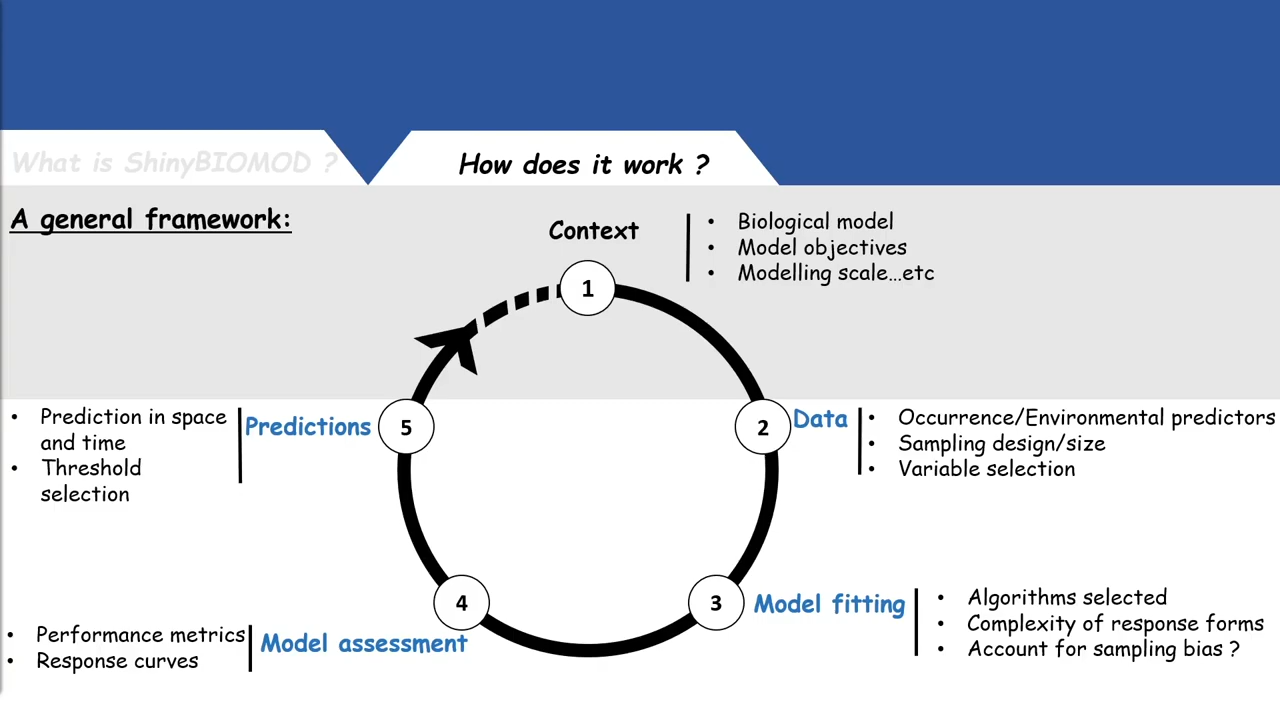 What is ShinyBIOMOD ?
How does it work ?
A general framework:
Context
• Biological model
• Model objectives
• Modelling scale...etc
1
2
Data
• Occurrence/Environmental predictors
• Sampling design/size
• Variable selection
3
Model fitting
• Algorithms selected
• Complexity of response forms
• Account for sampling bias ?
4
Model assessment
• Performance metrics
• Response curves
5
Predictions
• Prediction in space
and time
• Threshold
selection